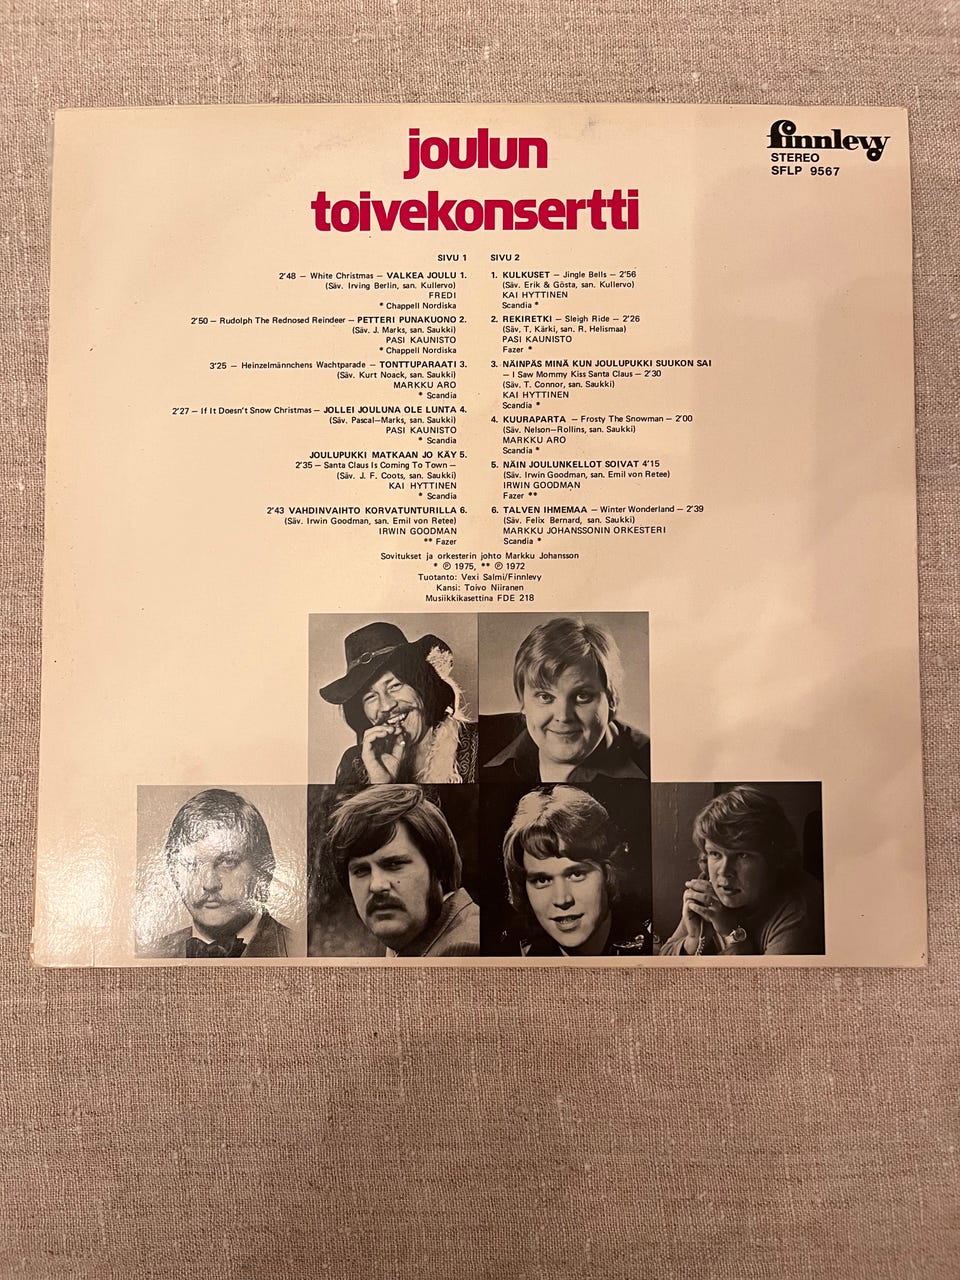 joulun
toivekonsertti
finnlevy
STEREO
SFLP 9567
SIVU 1
2'48 — White Christmas — VALKEA JOULU 1.
(Säv. Irving Berlin, san. Kullervo)
FREDI
* Chappell Nordiska
2'50 — Rudolph The Rednosed Reindeer — PETTERI PUNAKUONO 2.
(Säv. J. Marks, san. Saukki)
PASI KAUNISTO
* Chappell Nordiska
3'25 — Heinzelmännchens Wachtparade — TONTTUPARAATI 3.
(Säv. Kurt Noack, san. Saukki)
MARKKU ARO
* Scandia
2'27 — If It Doesn't Snow Christmas — JOLLEI JOULUNA OLE LUNTA 4.
(Säv. Pascal—Marks, san. Saukki)
PASI KAUNISTO
* Scandia
JOULUPUKKI MATKAAN JO KÄY 5.
2'35 — Santa Claus Is Coming To Town —
(Säv. J. F. Coots, san. Saukki)
KAI HYTTINEN
* Scandia
2'43 VAHDINVAIHTO KORVATUNTURILLA 6.
(Säv. Irwin Goodman, san. Emil von Retee)
IRWIN GOODMAN
** Fazer
SIVU 2
1. KULKUSET — Jingle Bells — 2'56
(Säv. Erik & Gösta, san. Kullervo)
KAI HYTTINEN
Scandia *
2. REKIRETKI — Sleigh Ride — 2'26
(Säv. T. Kärki, san. R. Helismaa)
PASI KAUNISTO
Fazer *
3. NÄINPÄS MINÄ KUN JOULUPUKKI SUUKON SAI
— I Saw Mommy Kiss Santa Claus — 2'30
(Säv. T. Connor, san. Saukki)
KAI HYTTINEN
Scandia *
4. KUURAPARTA — Frosty The Snowman — 2'00
(Säv. Nelson—Rollins, san. Saukki)
MARKKU ARO
Scandia *
5. NÄIN JOULUNKELLOT SOIVAT 4'15
(Säv. Irwin Goodman, san. Emil von Retee)
IRWIN GOODMAN
Fazer **
6. TALVEN IHMEMAA — Winter Wonderland — 2'39
(Säv. Felix Bernard, san. Saukki)
MARKKU JOHANSSONIN ORKESTERI
Scandia *
Sovitukset ja orkesterin johto Markku Johansson
* ℗ 1975, ** ℗ 1972
Tuotanto: Vexi Salmi/Finnlevy
Kansi: Toivo Niiranen
Musiikkikasettina FDE 218